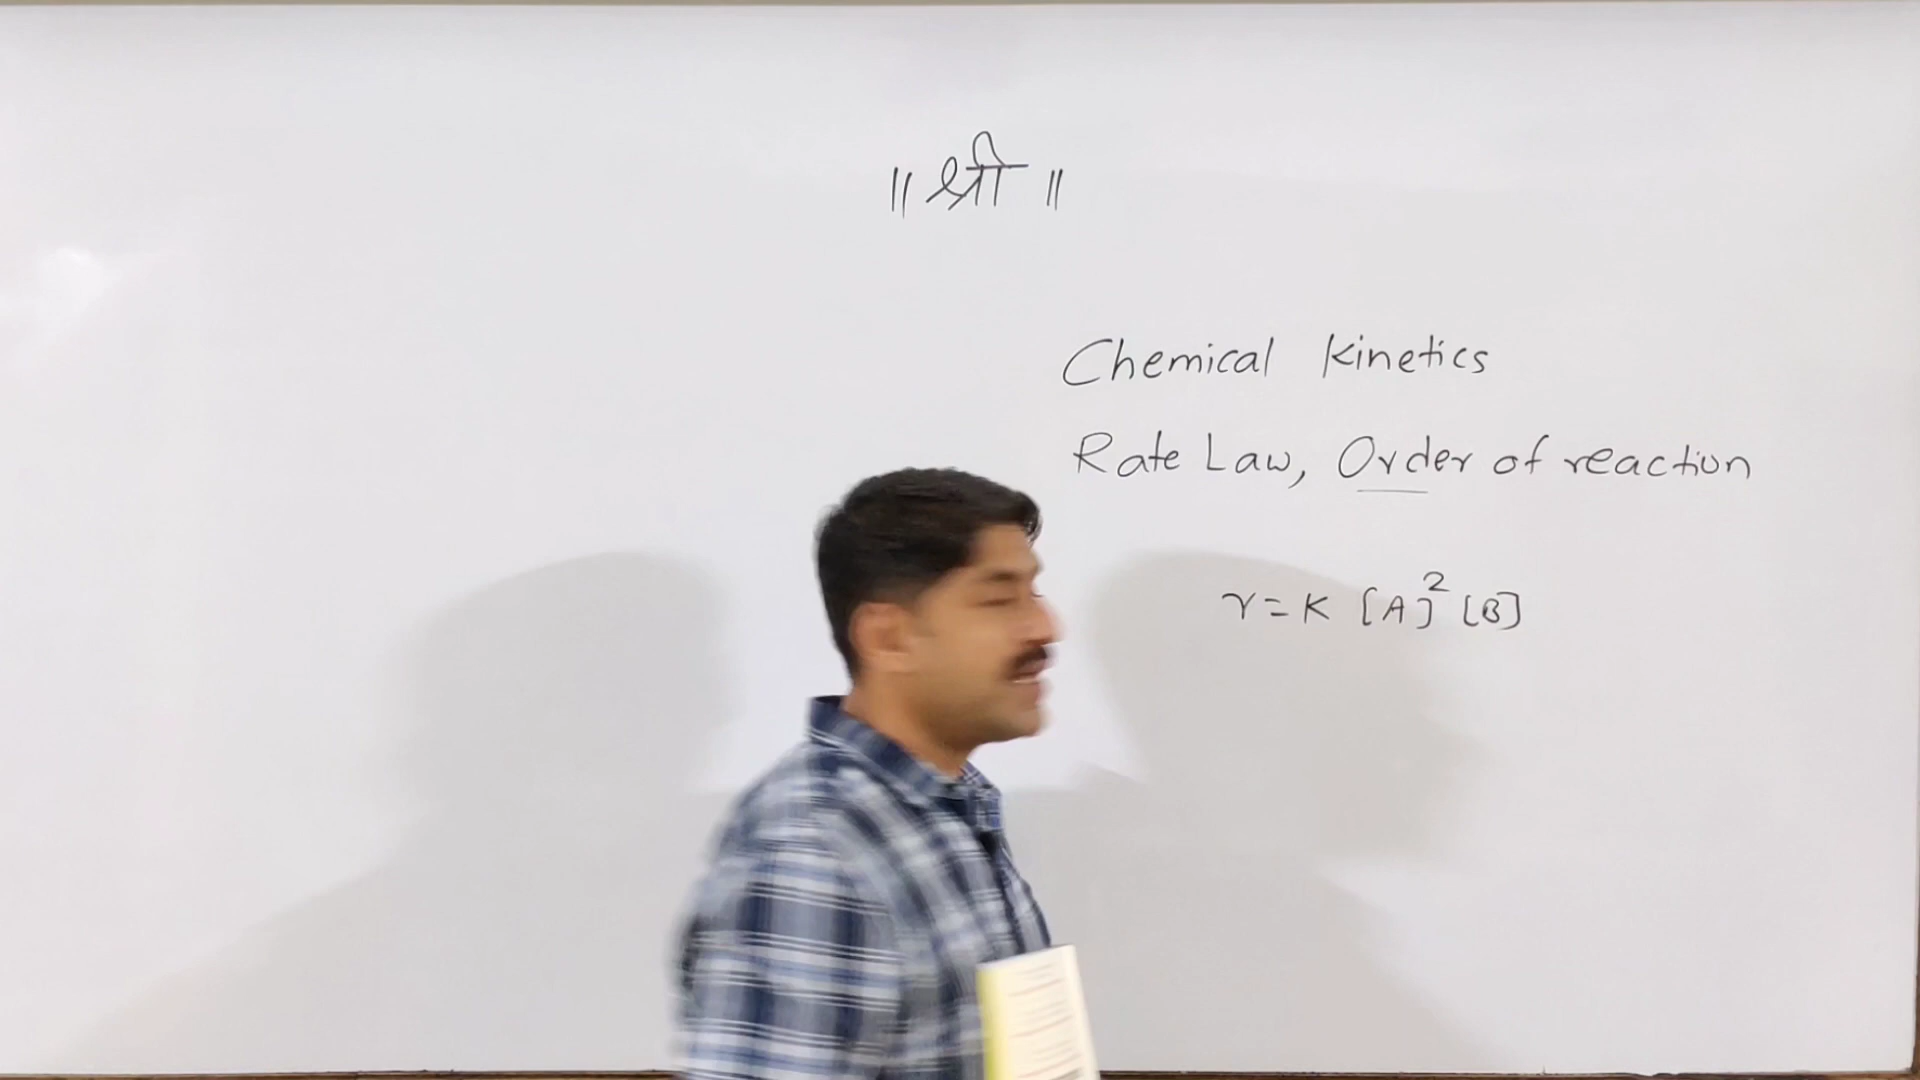 ॥ श्री ॥
Chemical Kinetics
Rate Law, Order of reaction
r = K [A]² [B]